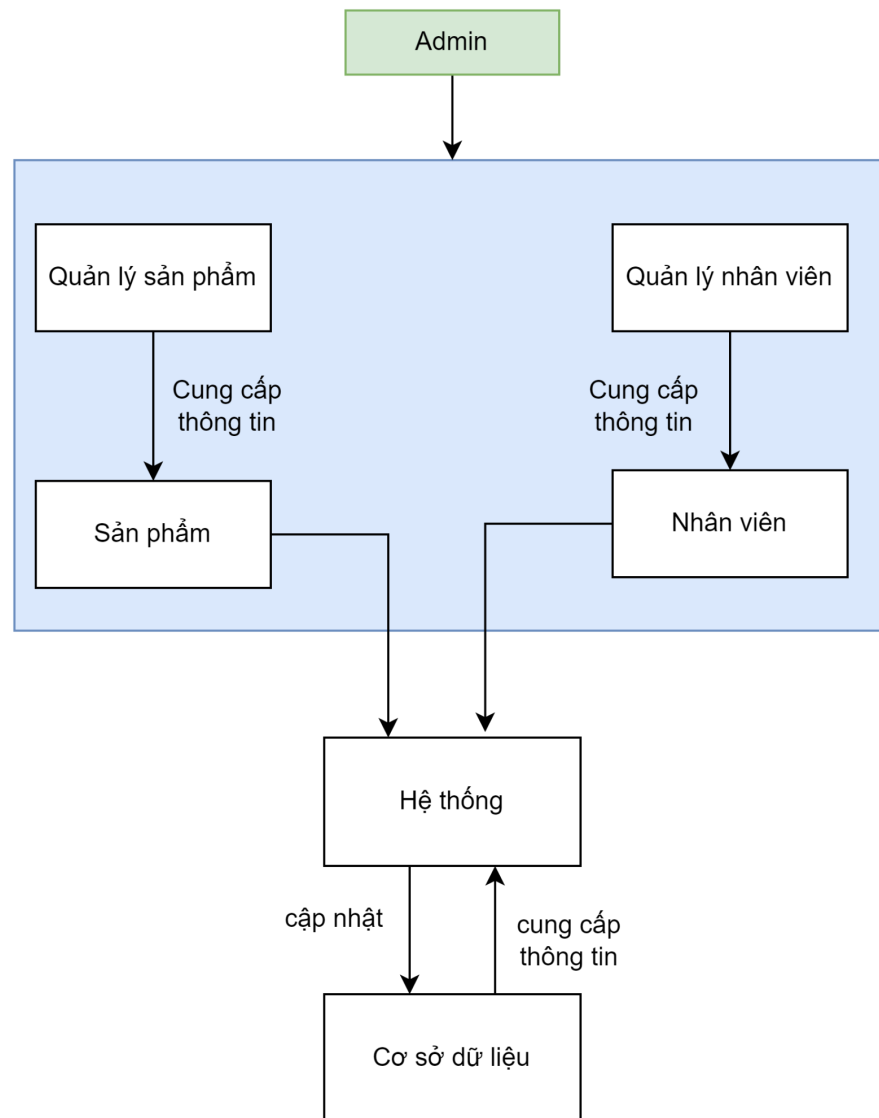 Admin
Quản lý sản phẩm
Quản lý nhân viên
Cung cấp
thông tin
Cung cấp
thông tin
Sản phẩm
Nhân viên
Hệ thống
cập nhật
cung cấp
thông tin
Cơ sở dữ liệu